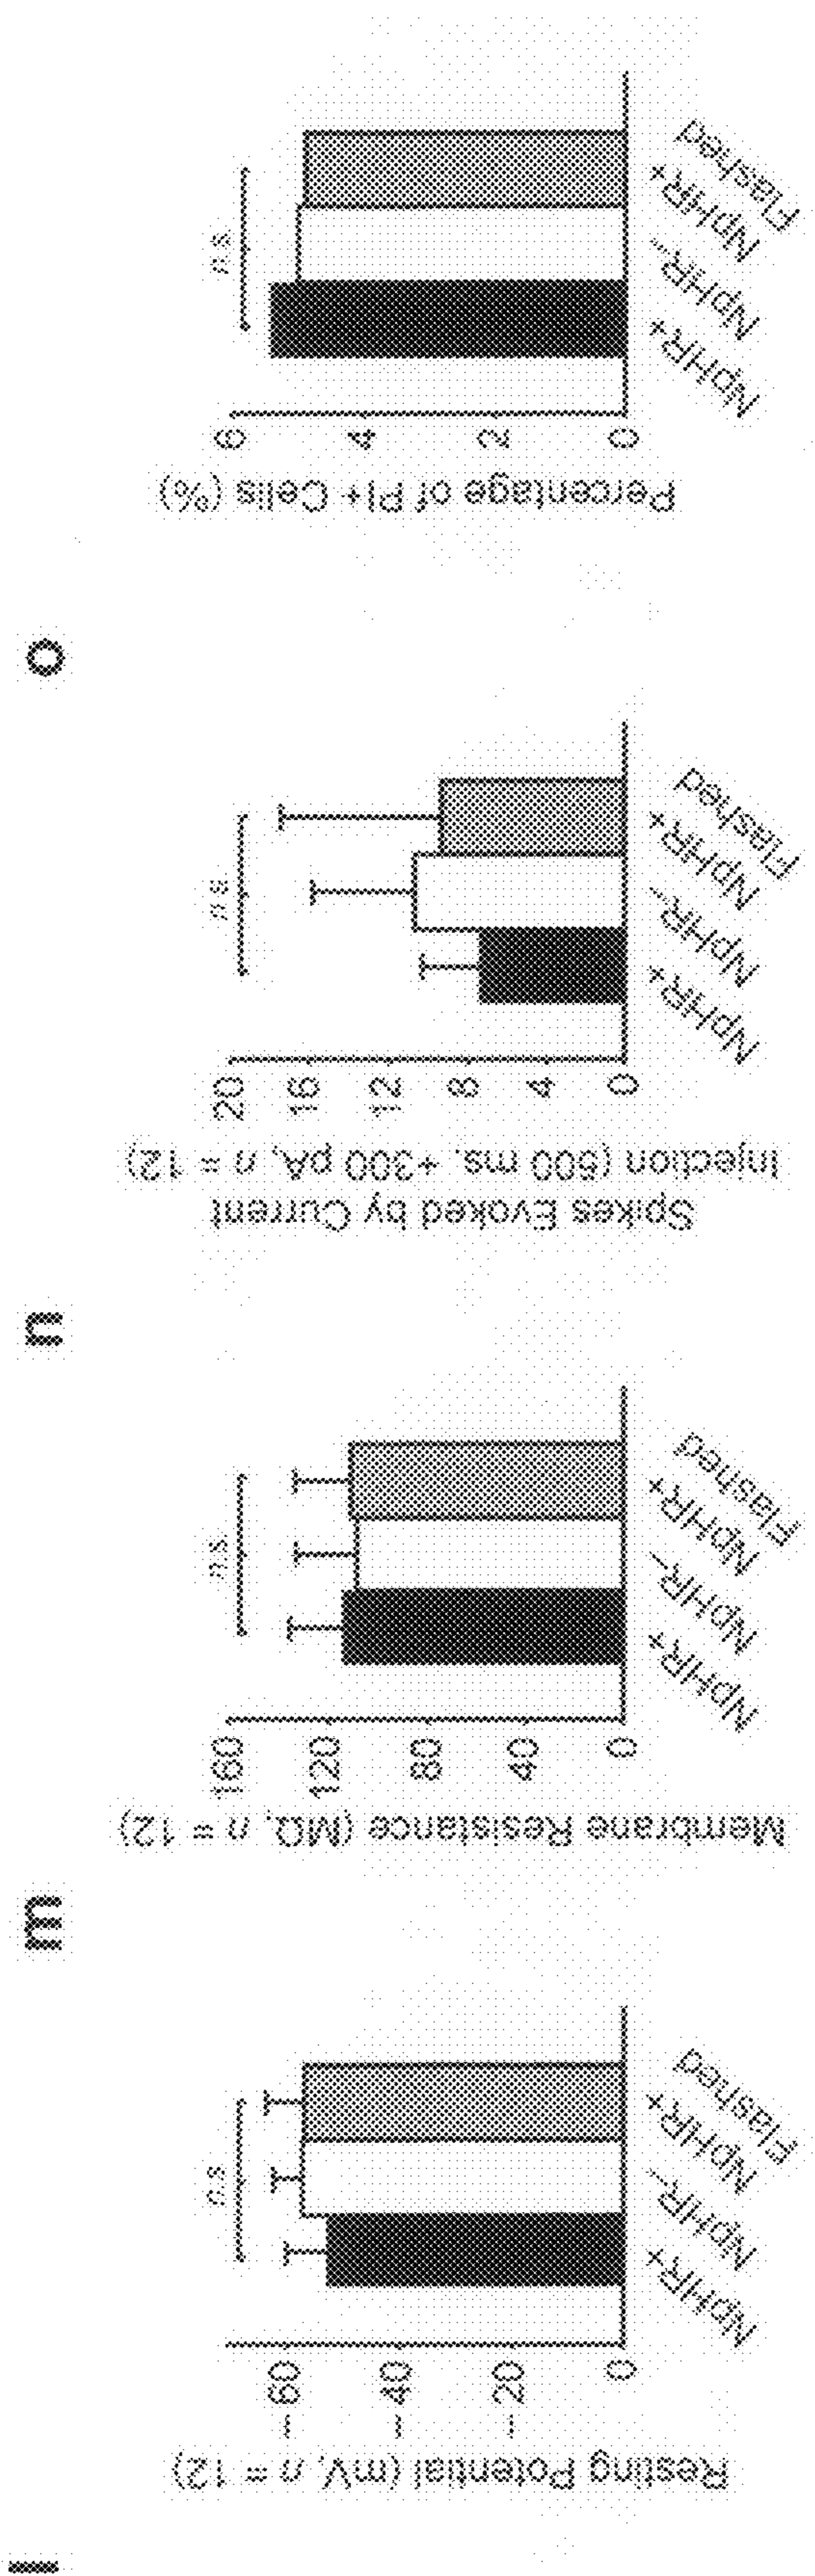 l
Resting Potential (mV, n = 12)
−60
−40
−20
0
n.s
NpHR+
NpHR−
NpHR+
Flashed
m
Membrane Resistance (MΩ, n = 12)
160
120
80
40
0
n.s.
NpHR+
NpHR−
NpHR+
Flashed
n
Spikes Evoked by Current
Injection (500 ms, +300 pA, n = 12)
20
16
12
8
4
0
n.s.
NpHR+
NpHR−
NpHR+
Flashed
o
Percentage of PI+ Cells (%)
6
4
2
0
n.s.
NpHR+
NpHR−
NpHR+
Flashed